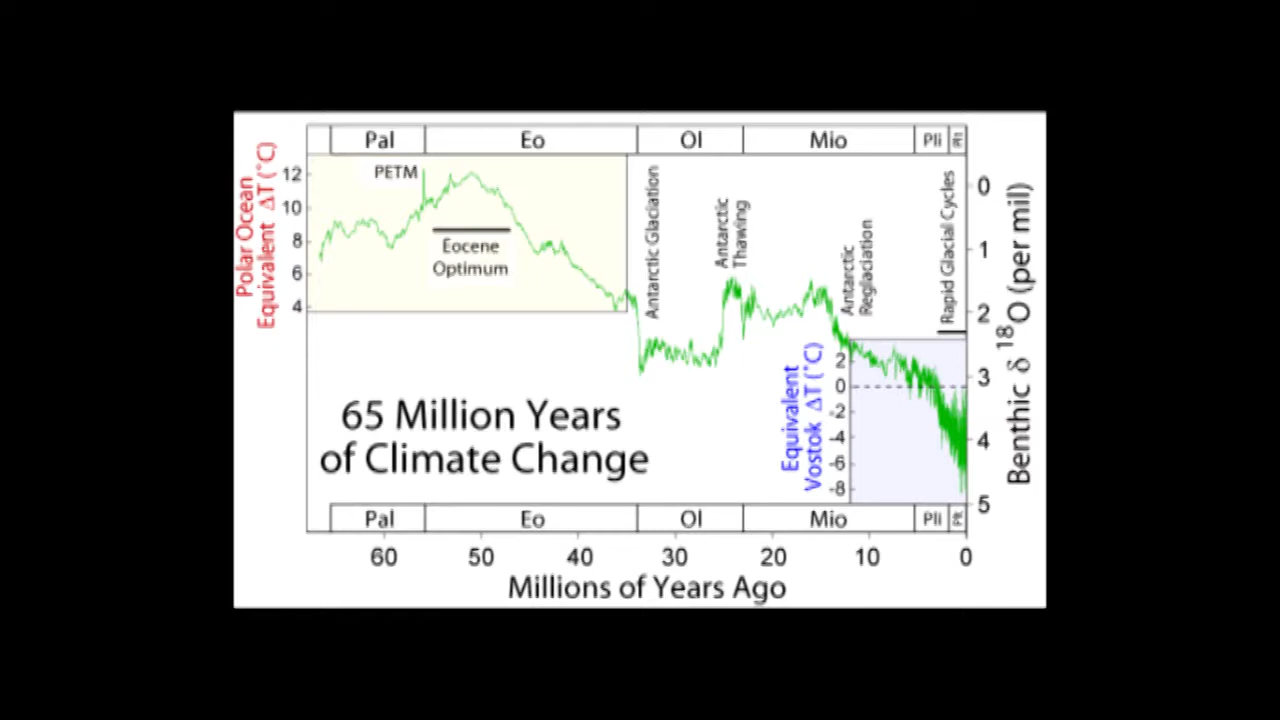 Pal Eo Ol Mio Pli Plt
Polar Ocean
Equivalent ΔT (°C)
12
10
8
6
4
PETM
Eocene
Optimum
Antarctic Glaciation
Antarctic
Thawing
Antarctic
Reglaciation
Rapid Glacial Cycles
65 Million Years
of Climate Change
Equivalent
Vostok ΔT (°C)
2
0
-2
-4
-6
-8
0
1
2
3
4
5
Benthic δ 18O (per mil)
Pal Eo Ol Mio Pli Plt
60 50 40 30 20 10 0
Millions of Years Ago